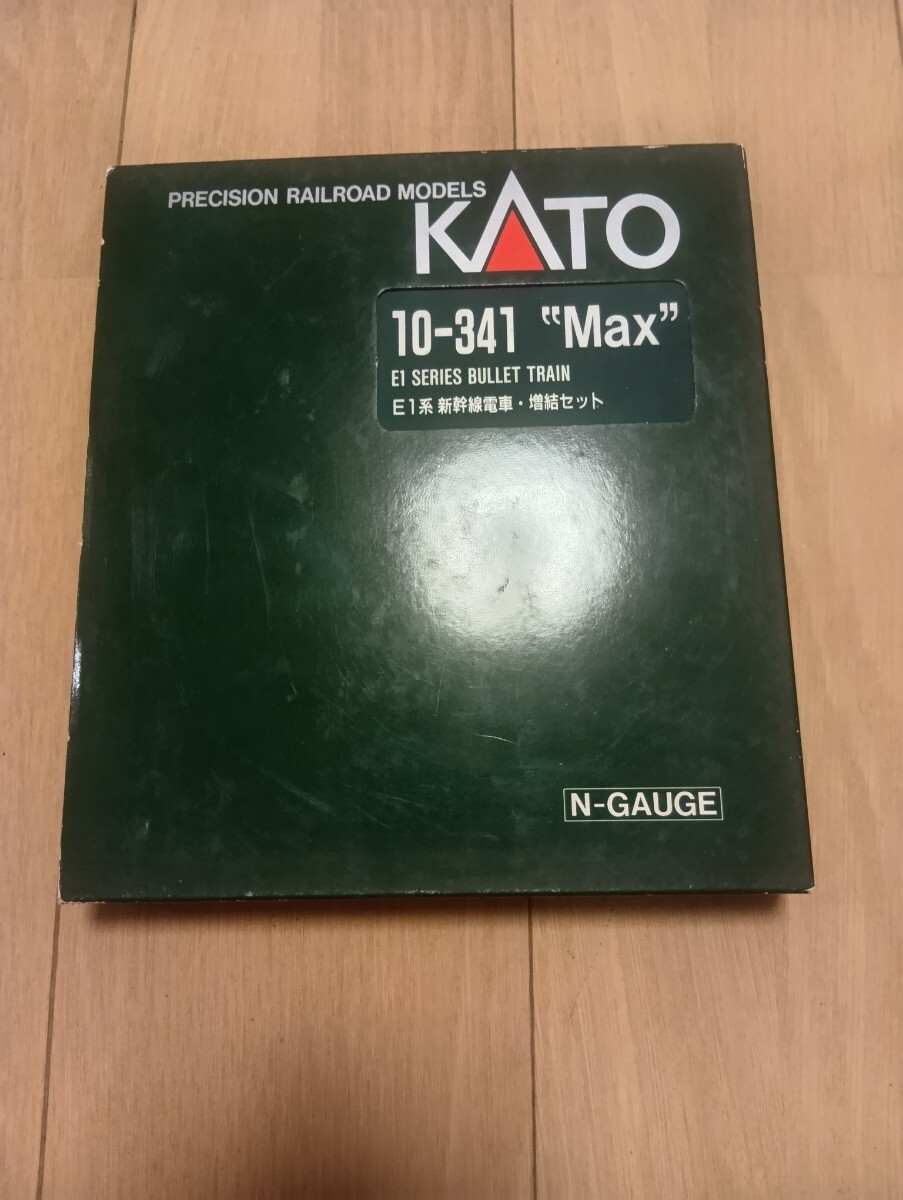 PRECISION RAILROAD MODELS
KATO
10-341 "Max"
E1 SERIES BULLET TRAIN
E1系 新幹線電車・増結セット
N-GAUGE